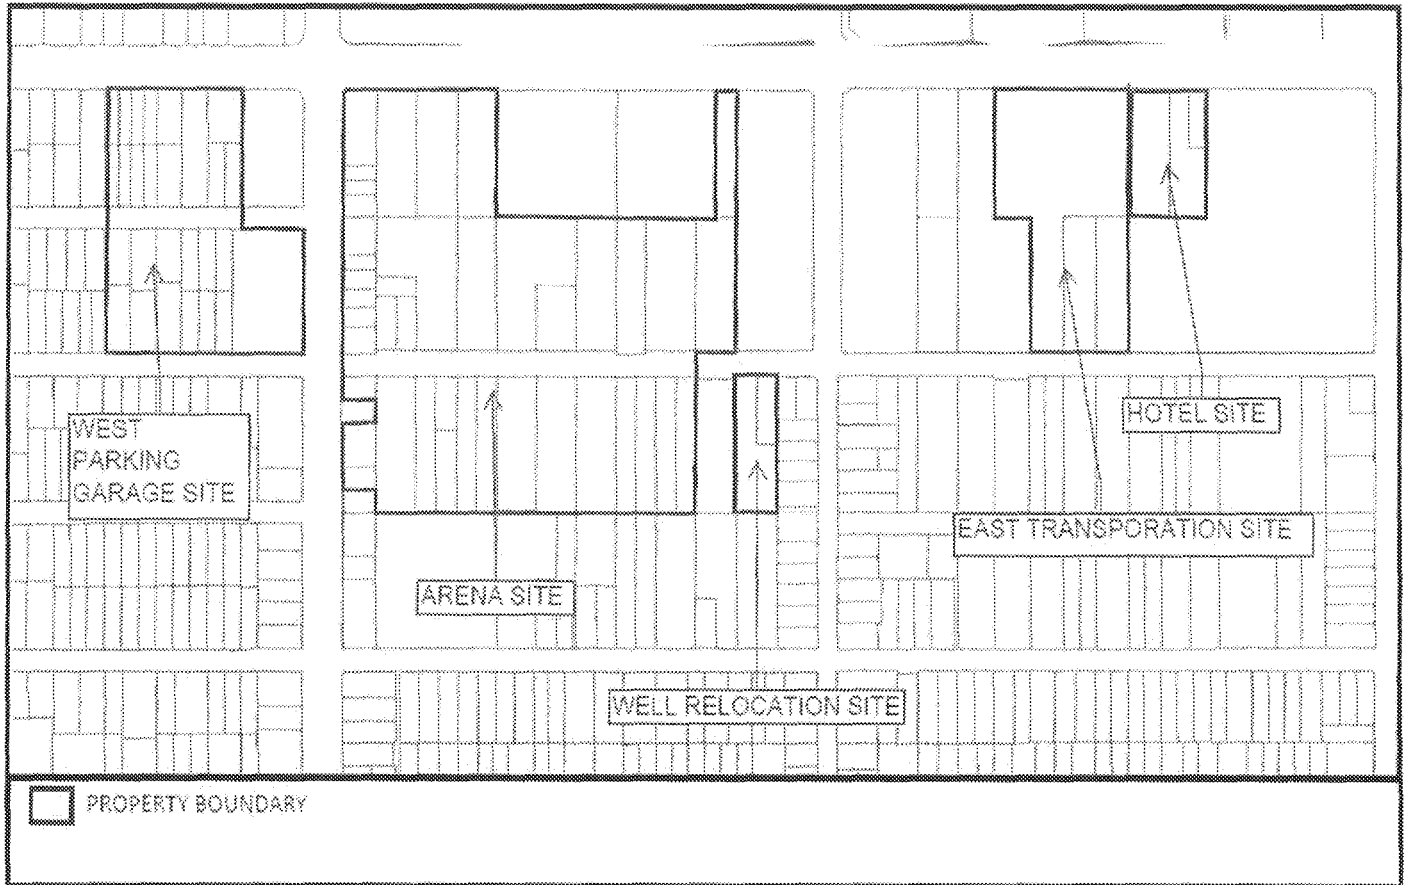 WEST
PARKING
GARAGE SITE
HOTEL SITE
EAST TRANSPORATION SITE
ARENA SITE
WELL RELOCATION SITE
PROPERTY BOUNDARY